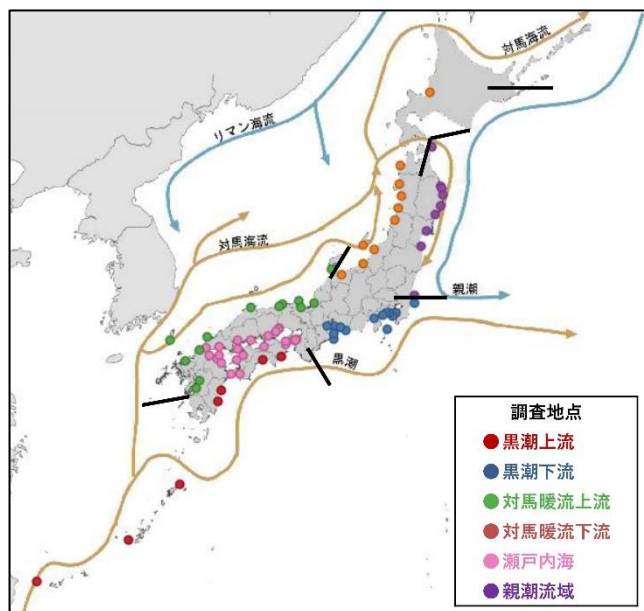 対馬海流
リマン海流
対馬海流
親潮
黒潮
調査地点
黒潮上流
黒潮下流
対馬暖流上流
対馬暖流下流
瀬戸内海
親潮流域